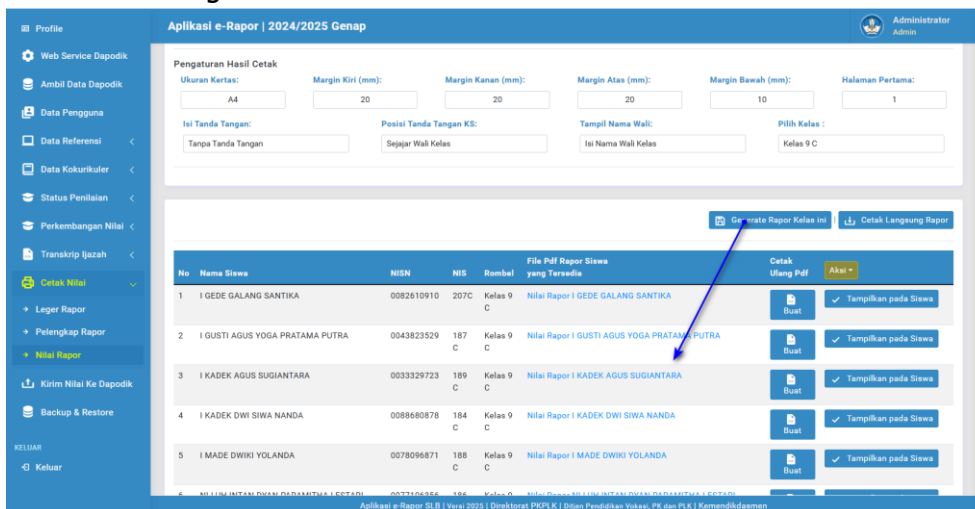 Profile
Aplikasi e-Rapor | 2024/2025 Genap
Administrator
Admin
Web Service Dapodik
Ambil Data Dapodik
Data Pengguna
Data Referensi
Data Kokurikuler
Status Penilaian
Perkembangan Nilai
Transkrip Ijazah
Cetak Nilai
Leger Rapor
Pelengkap Rapor
Nilai Rapor
Kirim Nilai Ke Dapodik
Backup & Restore
KELUAR
Keluar
Pengaturan Hasil Cetak
Ukuran Kertas: Margin Kiri (mm): Margin Kanan (mm): Margin Atas (mm): Margin Bawah (mm): Halaman Pertama:
A4 20 20 20 10 1
Isi Tanda Tangan: Posisi Tanda Tangan KS: Tampil Nama Wali: Pilih Kelas :
Tanpa Tanda Tangan Sejajar Wali Kelas Isi Nama Wali Kelas Kelas 9 C
Generate Rapor Kelas ini | Cetak Langsung Rapor
No Nama Siswa NISN NIS Rombel File Pdf Rapor Siswa yang Tersedia Cetak Ulang Pdf Aksi
1 I GEDE GALANG SANTIKA 0082610910 207C Kelas 9 C Nilai Rapor I GEDE GALANG SANTIKA Buat Tampilkan pada Siswa
2 I GUSTI AGUS YOGA PRATAMA PUTRA 0043823529 187 C Kelas 9 C Nilai Rapor I GUSTI AGUS YOGA PRATAMA PUTRA Buat Tampilkan pada Siswa
3 I KADEK AGUS SUGIANTARA 0033329723 189 C Kelas 9 C Nilai Rapor I KADEK AGUS SUGIANTARA Buat Tampilkan pada Siswa
4 I KADEK DWI SIWA NANDA 0088680878 184 C Kelas 9 C Nilai Rapor I KADEK DWI SIWA NANDA Buat Tampilkan pada Siswa
5 I MADE DWIKI YOLANDA 0078096871 188 C Kelas 9 C Nilai Rapor I MADE DWIKI YOLANDA Buat Tampilkan pada Siswa
Aplikasi e-Rapor SLB | Versi 2025 | Direktorat PKPLK | Ditjen Pendidikan Vokasi, PK dan PLK | Kemendikdasmen